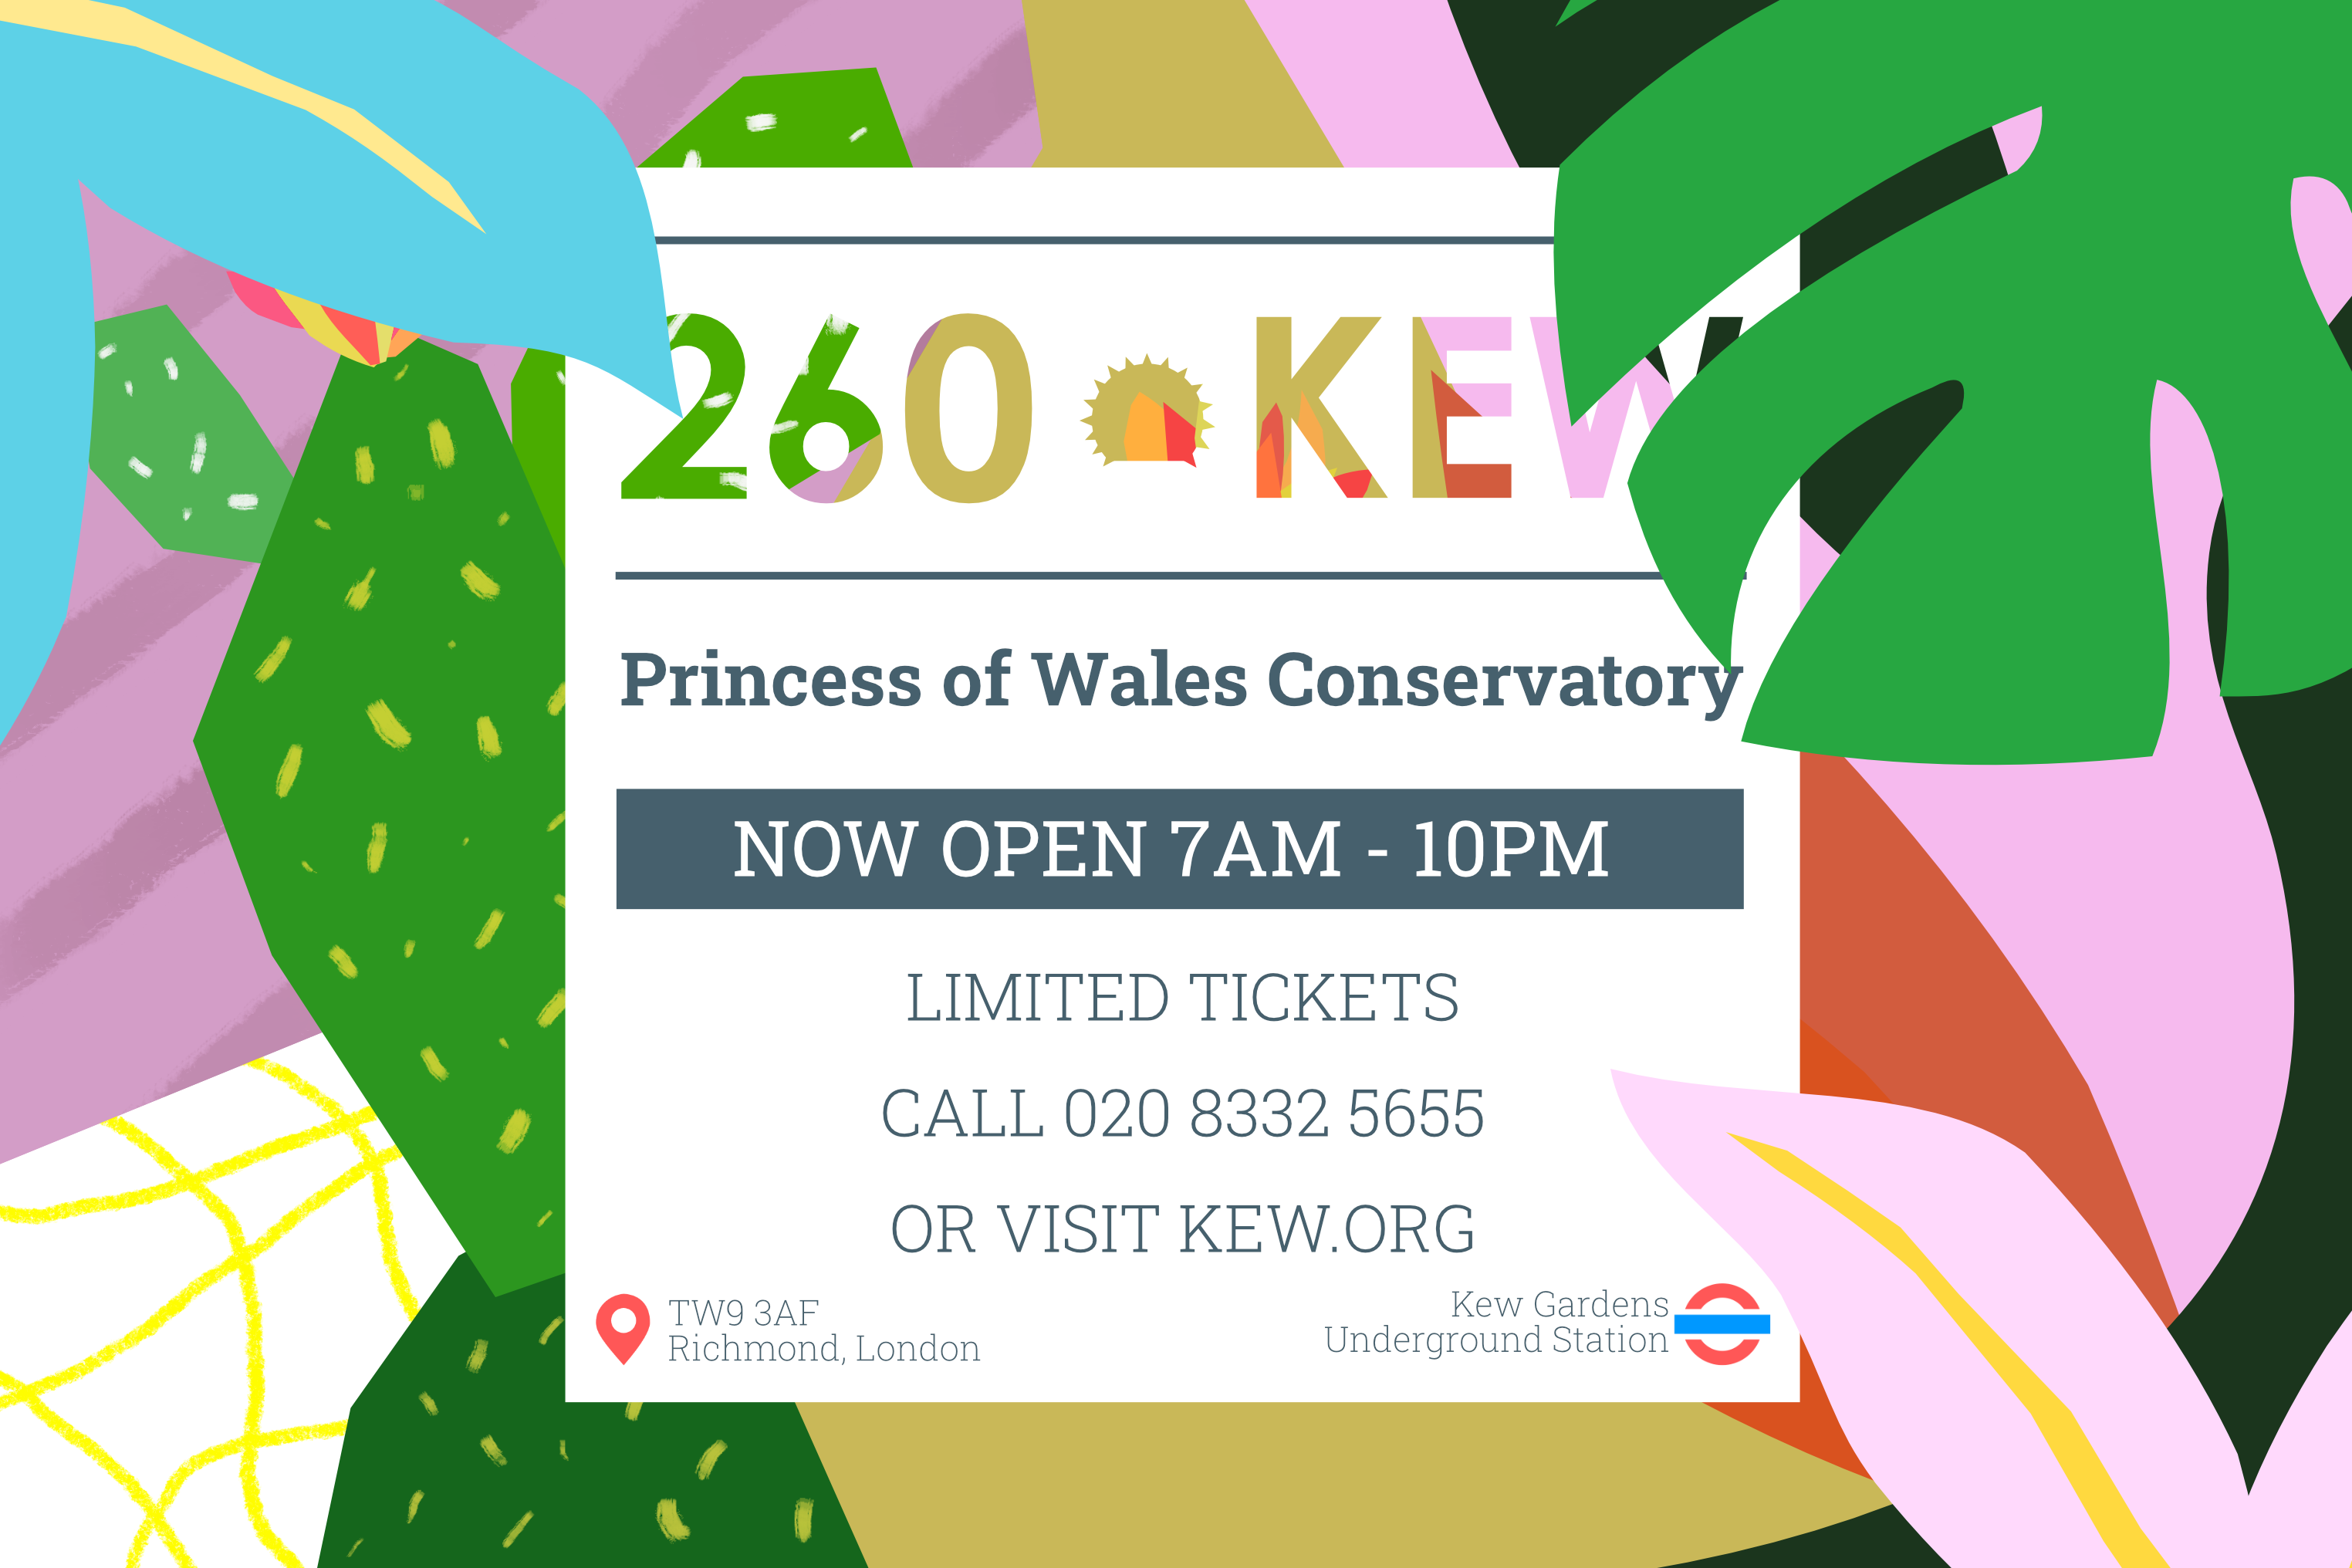 260 KEW
Princess of Wales Conservatory
NOW OPEN 7AM - 10PM
LIMITED TICKETS
CALL 020 8332 5655
OR VISIT KEW.ORG
TW9 3AF
Richmond, London
Kew Gardens
Underground Station